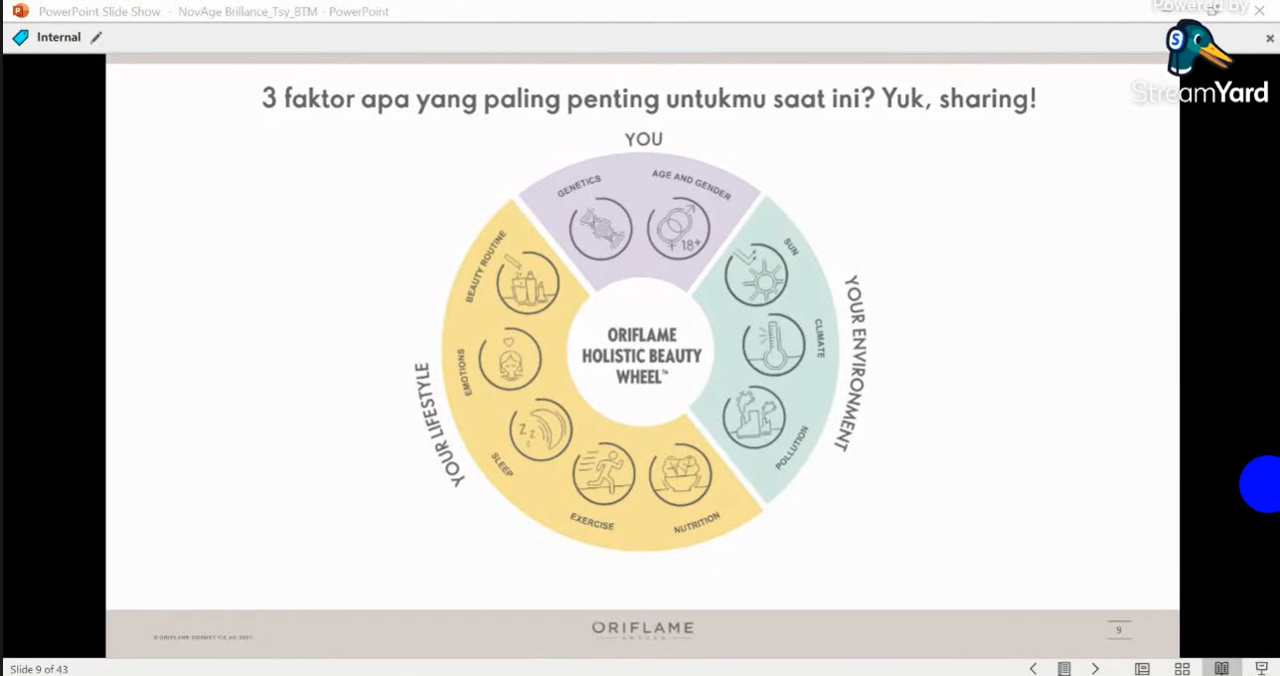 PowerPoint Slide Show - NovAge Brillance_Tsy_BTM - PowerPoint
Powered by
Internal
S
StreamYard
3 faktor apa yang paling penting untukmu saat ini? Yuk, sharing!
YOU
GENETICS
AGE AND GENDER
18+
BEAUTY ROUTINE
SUN
YOUR ENVIRONMENT
ORIFLAME
HOLISTIC BEAUTY
WHEEL™
CLIMATE
EMOTIONS
YOUR LIFESTYLE
Z Z Z
SLEEP
POLLUTION
EXERCISE
NUTRITION
ORIFLAME
SWEDEN
9
Slide 9 of 43